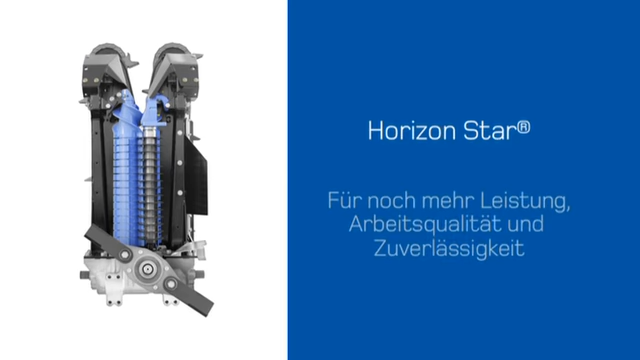 Horizon Star®
Für noch mehr Leistung,
Arbeitsqualität und
Zuverlässigkeit